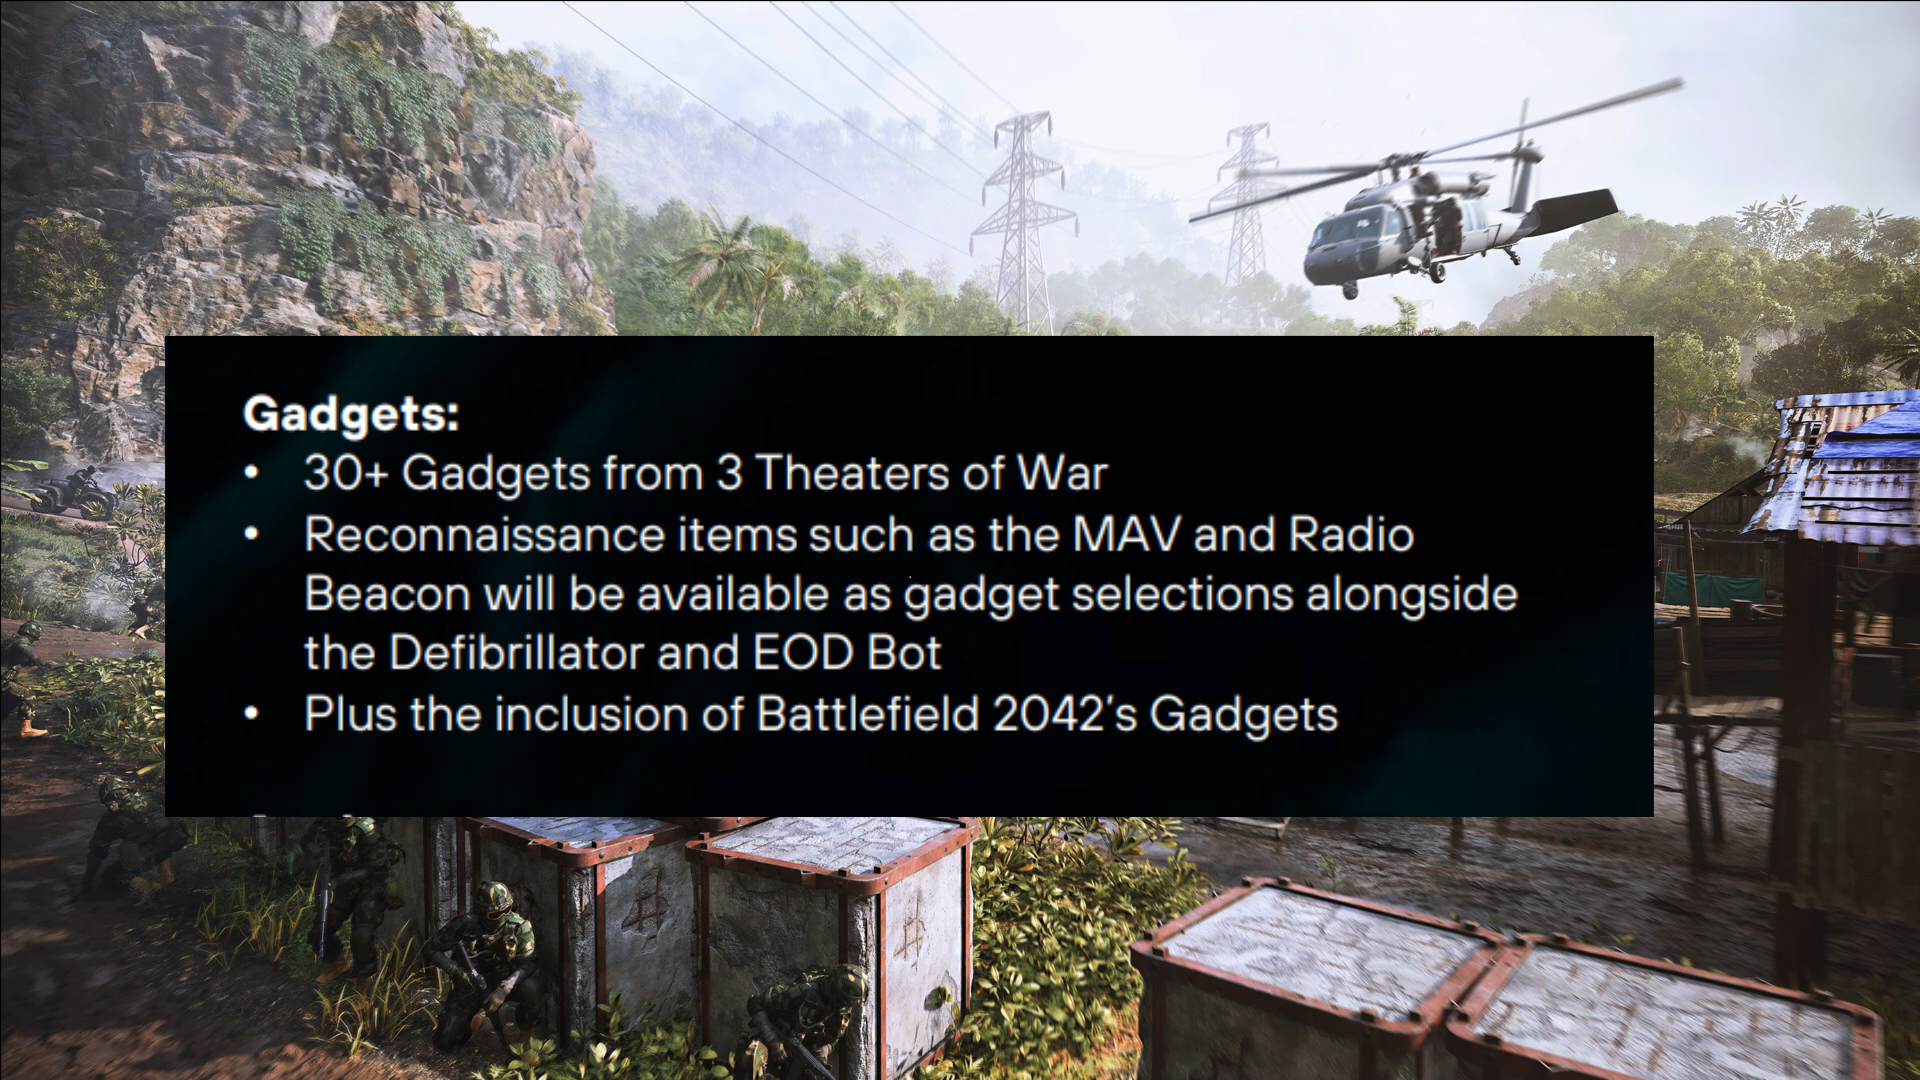 Gadgets:
• 30+ Gadgets from 3 Theaters of War
• Reconnaissance items such as the MAV and Radio
Beacon will be available as gadget selections alongside
the Defibrillator and EOD Bot
• Plus the inclusion of Battlefield 2042's Gadgets